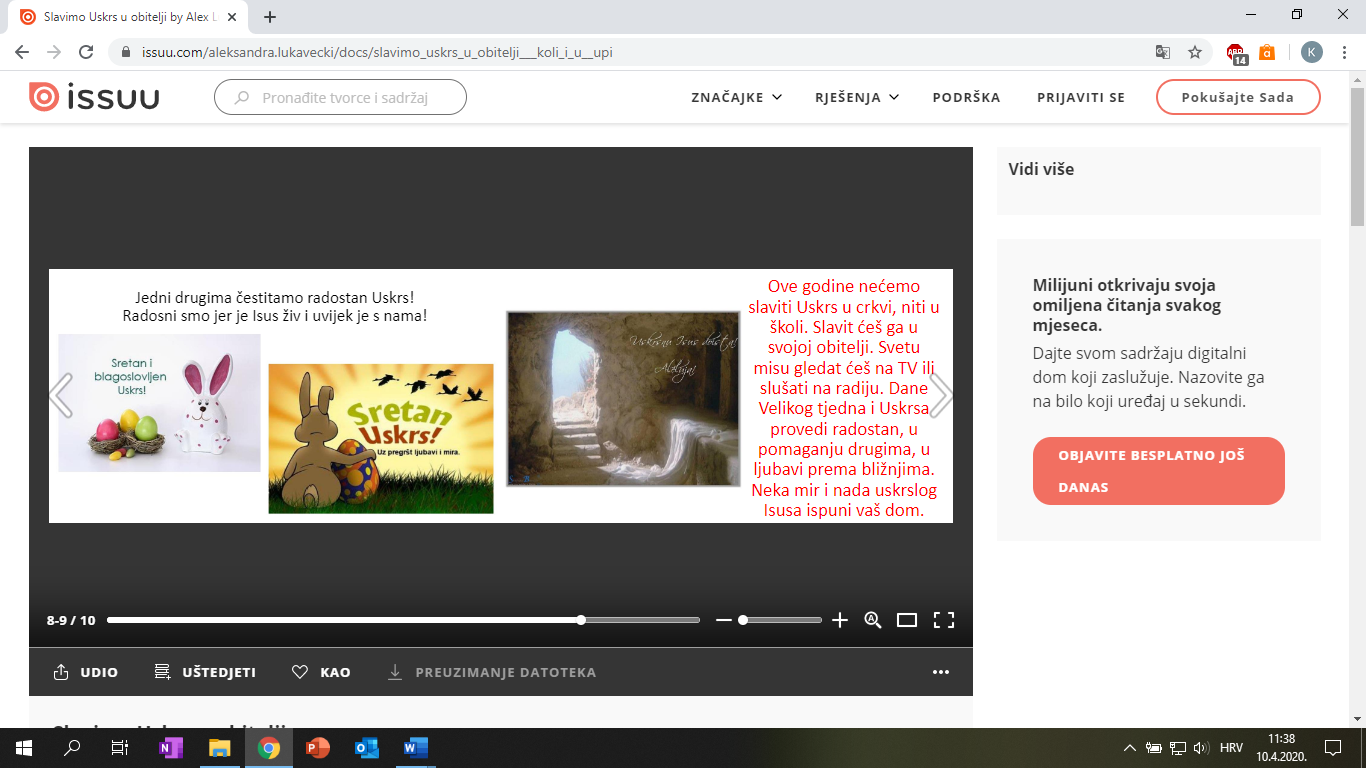 Slavimo Uskrs u obitelji by Alex L
issuu.com/aleksandra.lukavecki/docs/slavimo_uskrs_u_obitelji___koli_i_u__upi
14
K
issuu
Pronađite tvorce i sadržaj
ZNAČAJKE
RJEŠENJA
PODRŠKA
PRIJAVITI SE
Pokušajte Sada
Jedni drugima čestitamo radostan Uskrs!
Radosni smo jer je Isus živ i uvijek je s nama!
Sretan i
blagoslovljen
Uskrs!
Sretan
Uskrs!
Uz pregršt ljubavi i mira.
Uskrsnu Isus doista!
Aleluja!
Ove godine nećemo
slaviti Uskrs u crkvi, niti u
školi. Slavit ćeš ga u
svojoj obitelji. Svetu
misu gledat ćeš na TV ili
slušati na radiju. Dane
Velikog tjedna i Uskrsa
provedi radostan, u
pomaganju drugima, u
ljubavi prema bližnjima.
Neka mir i nada uskrslog
Isusa ispuni vaš dom.
8-9 / 10
UDIO
UŠTEDJETI
KAO
PREUZIMANJE DATOTEKA
Vidi više
Milijuni otkrivaju svoja
omiljena čitanja svakog
mjeseca.
Dajte svom sadržaju digitalni
dom koji zaslužuje. Nazovite ga
na bilo koji uređaj u sekundi.
OBJAVITE BESPLATNO JOŠ
DANAS
HRV
11:38
10.4.2020.